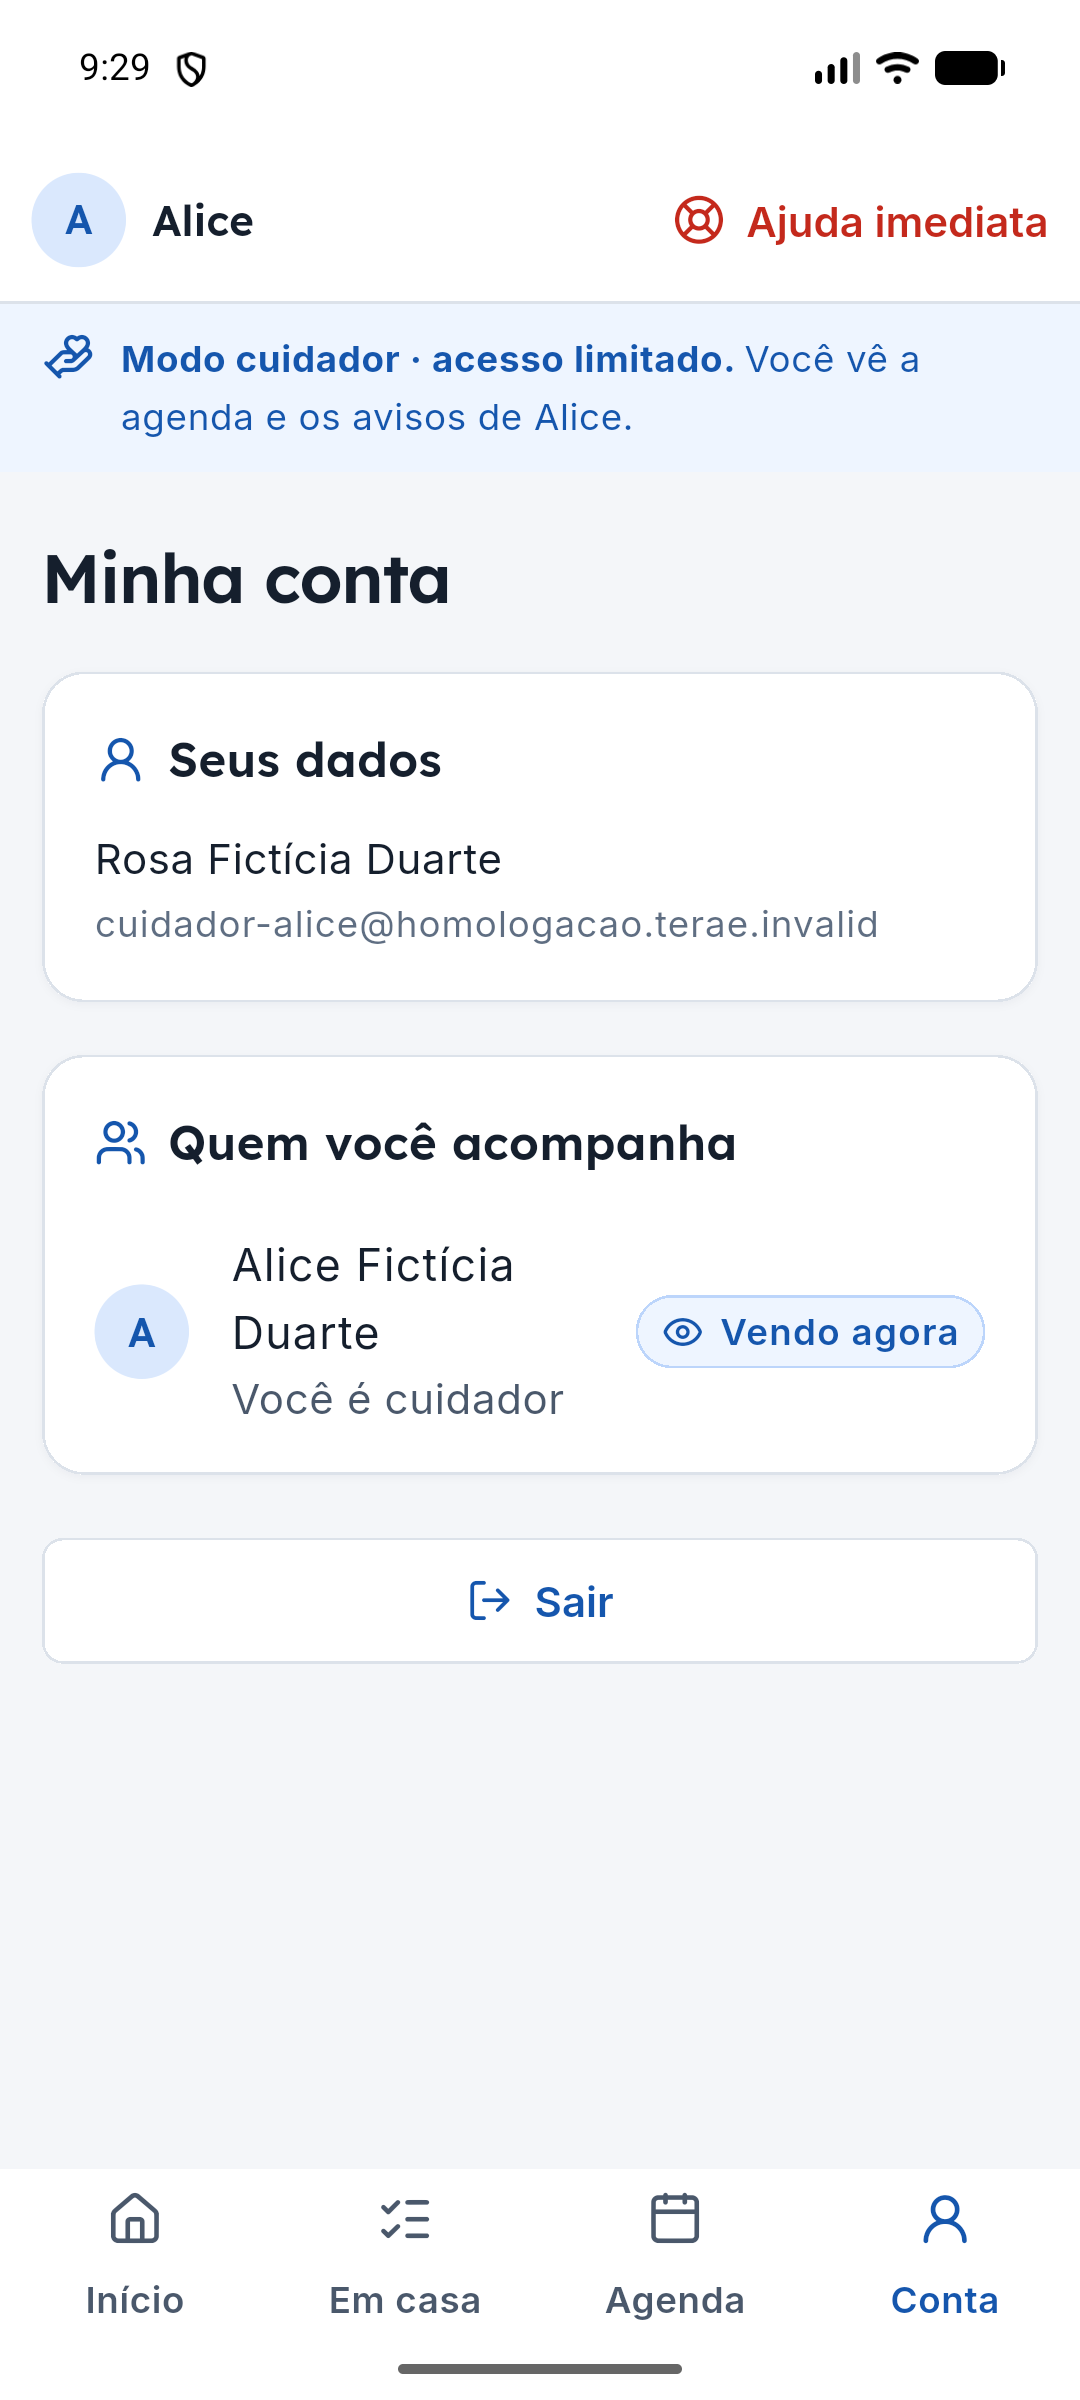 9:29
A Alice Ajuda imediata
Modo cuidador · acesso limitado. Você vê a
agenda e os avisos de Alice.
Minha conta
Seus dados
Rosa Fictícia Duarte
cuidador-alice@homologacao.terae.invalid
Quem você acompanha
Alice Fictícia
Duarte
A
Vendo agora
Você é cuidador
Sair
Início Em casa Agenda Conta